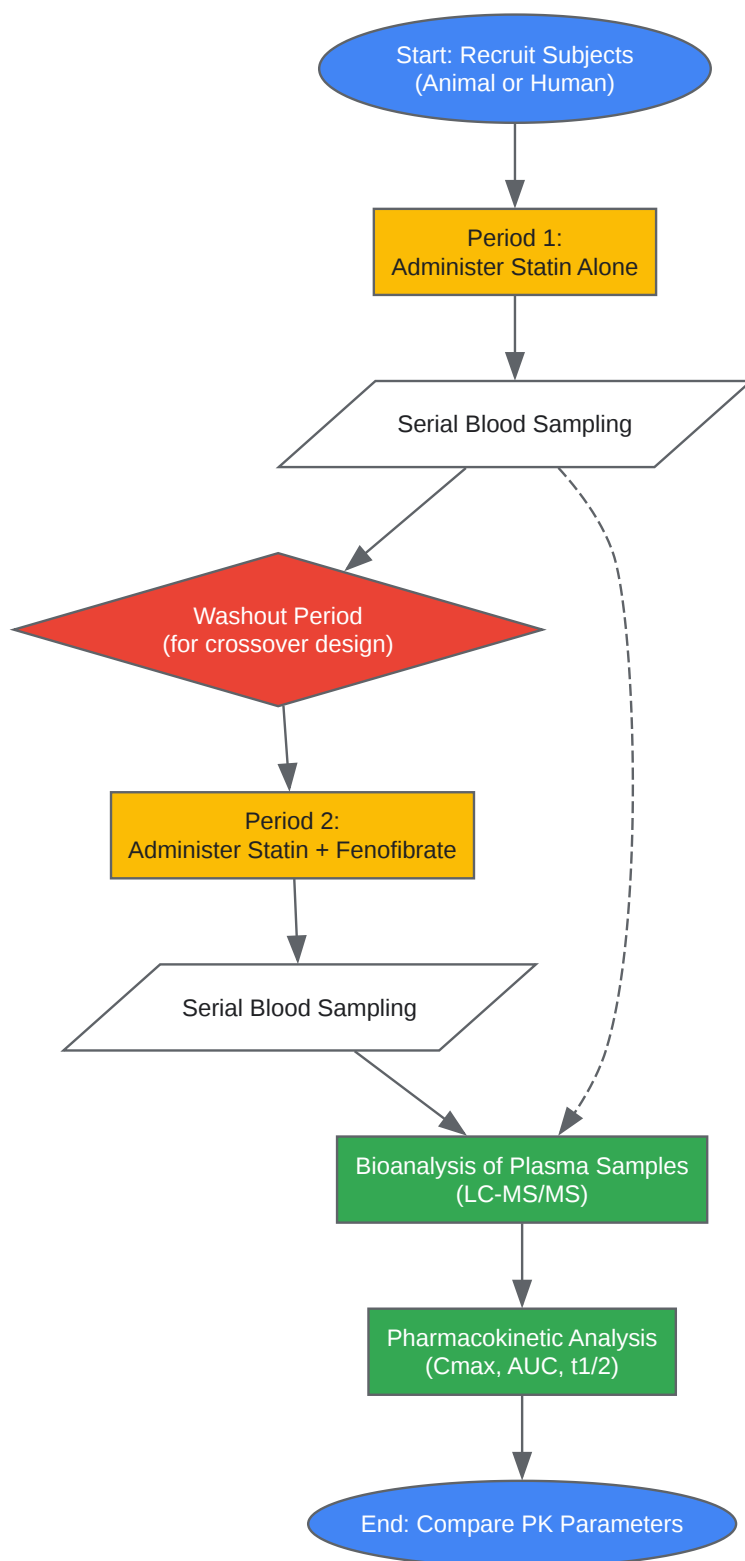 Start: Recruit Subjects
(Animal or Human)
Period 1:
Administer Statin Alone
Serial Blood Sampling
Washout Period
(for crossover design)
Period 2:
Administer Statin + Fenofibrate
Serial Blood Sampling
Bioanalysis of Plasma Samples
(LC-MS/MS)
Pharmacokinetic Analysis
(Cmax, AUC, t1/2)
End: Compare PK Parameters